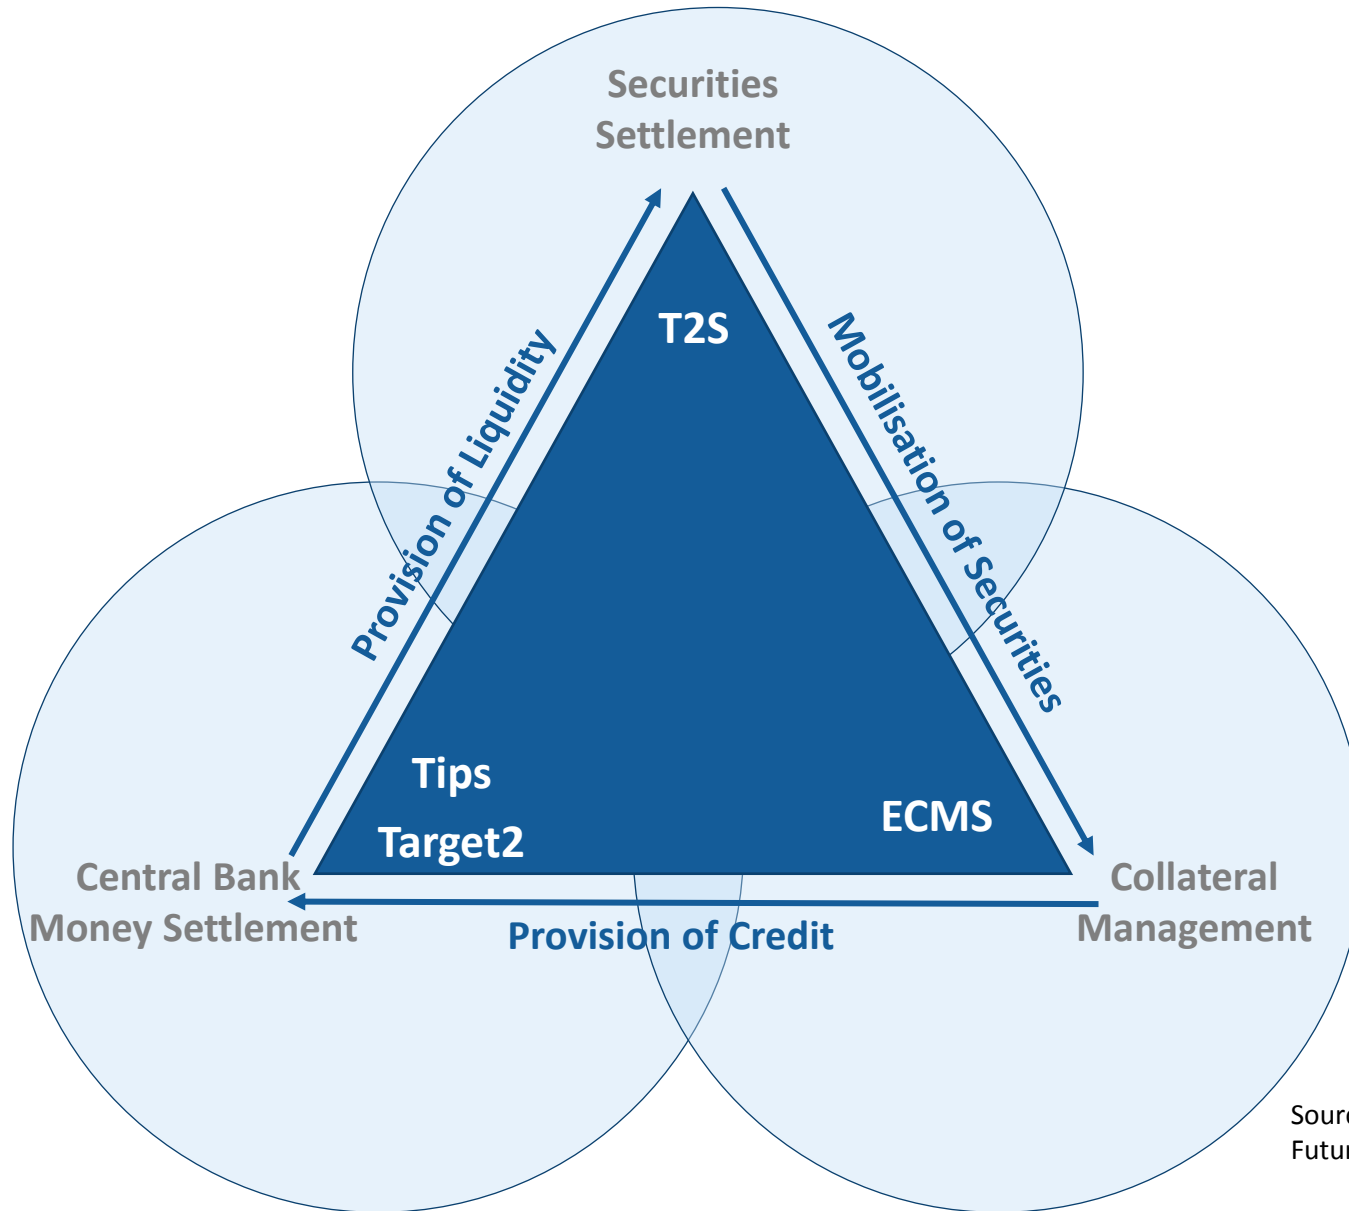 Securities
Settlement
T2S
Provision of Liquidity
Mobilisation of Securities
Tips
Target2
ECMS
Central Bank
Money Settlement
Collateral
Management
Provision of Credit